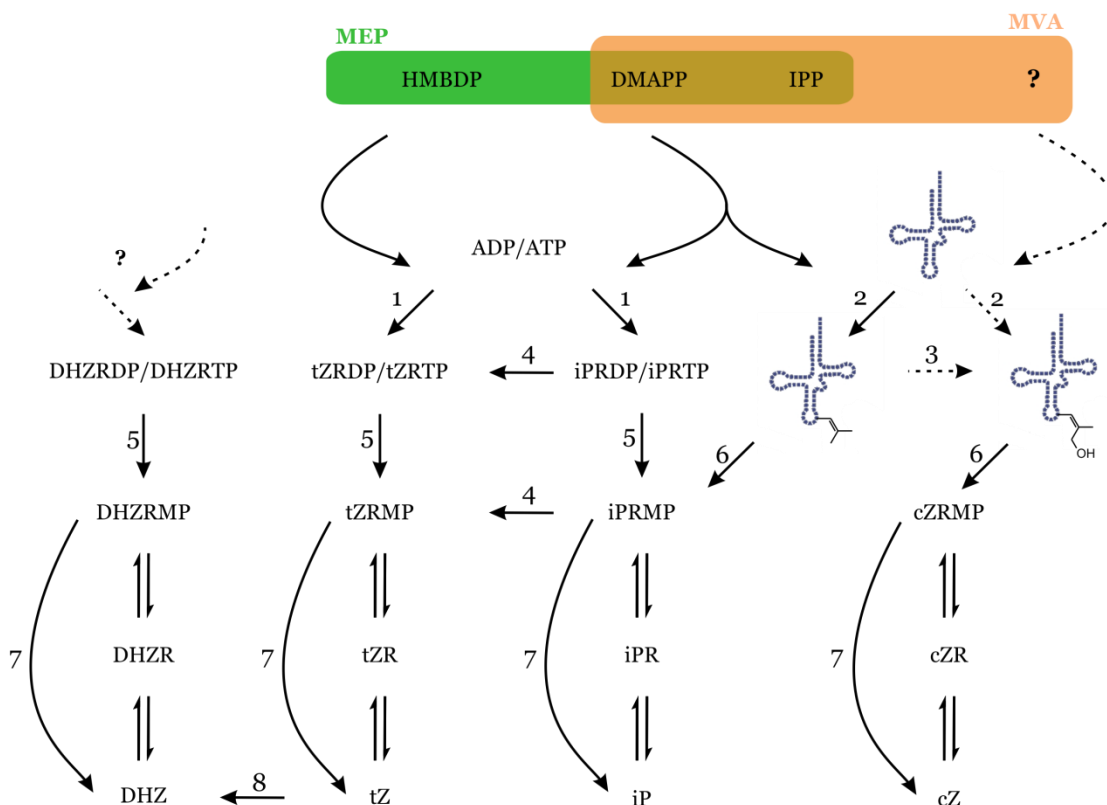 MEP MVA
HMBDP DMAPP IPP ?
ADP/ATP
?
1 1 2 2
DHZRDP/DHZRTP tZRDP/tZRTP 4 iPRDP/iPRTP 3
5 5 5 6 6
OH
DHZRMP tZRMP 4 iPRMP cZRMP
7 DHZR 7 tZR 7 iPR 7 cZR
DHZ 8 tZ iP cZ